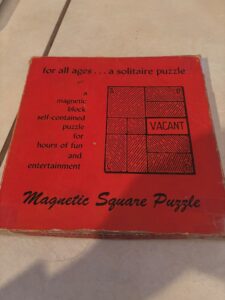 for all ages . . . a solitaire puzzle
a
magnetic
block
self-contained
puzzle
for
hours of fun
and
entertainment
VACANT
Magnetic Square Puzzle